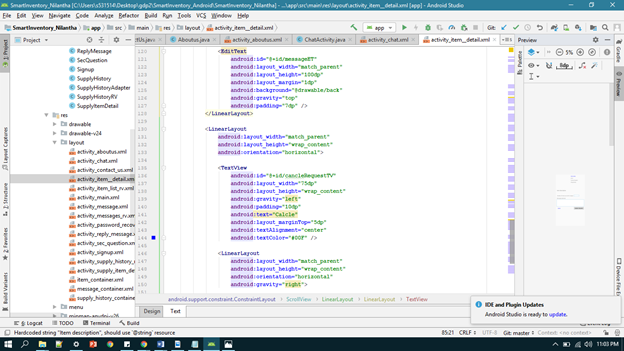 SmartInventory_Nilantha [C:\Users\S31514\Desktop\gdp2\SmartInventory_Android\SmartInventory_Nilantha] - ...\app\src\main\res\layout\activity_item__detail.xml [app] - Android Studio
File Edit View Navigate Code Analyze Refactor Build Run Tools VCS Window Help
SmartInventory_Nilantha app src main res layout activity_item__detail.xml
app
Project
Aboutus.java activity_aboutus.xml ChatActivity.java activity_chat.xml activity_item__detail.xml
Preview
ReplyMessage
SecQuestion
Signup
SupplyHistory
SupplyHistoryAdapter
SupplyHistoryRV
SupplyItemDetail
res
drawable
drawable-v24
layout
activity_aboutus.xml
activity_chat.xml
activity_contact_us.xml
activity_item__detail.xml
activity_item_list_rv.xml
activity_main.xml
activity_message.xml
activity_messages_rv.xml
activity_password_reco
activity_reply_message.x
activity_sec_question.xml
activity_signup.xml
activity_supply_history.x
activity_supply_item_det
item_container.xml
message_container.xml
supply_history_containe
menu
mipmap-anydpi-v26
<EditText
android:id="@+id/messageET"
android:layout_width="match_parent"
android:layout_height="100dp"
android:layout_margin="1dp"
android:background="@drawable/back"
android:gravity="top"
android:padding="7dp" />
</LinearLayout>
<LinearLayout
android:layout_width="match_parent"
android:layout_height="wrap_content"
android:orientation="horizontal">
<TextView
android:id="@+id/cancleRequestTV"
android:layout_width="75dp"
android:layout_height="wrap_content"
android:gravity="left"
android:padding="10dp"
android:text="Calcle"
android:layout_marginTop="5dp"
android:textAlignment="center"
android:textColor="#00F" />
<LinearLayout
android:layout_width="match_parent"
android:layout_height="wrap_content"
android:orientation="horizontal"
android:gravity="right">
android.support.constraint.ConstraintLayout ScrollView LinearLayout LinearLayout TextView
Design Text
IDE and Plugin Updates
Android Studio is ready to update.
6: Logcat TODO Terminal Build
Hardcoded string "item description", should use `@string` resource
85:21 CRLF UTF-8 Git: master Context: <no context>
11:03 PM